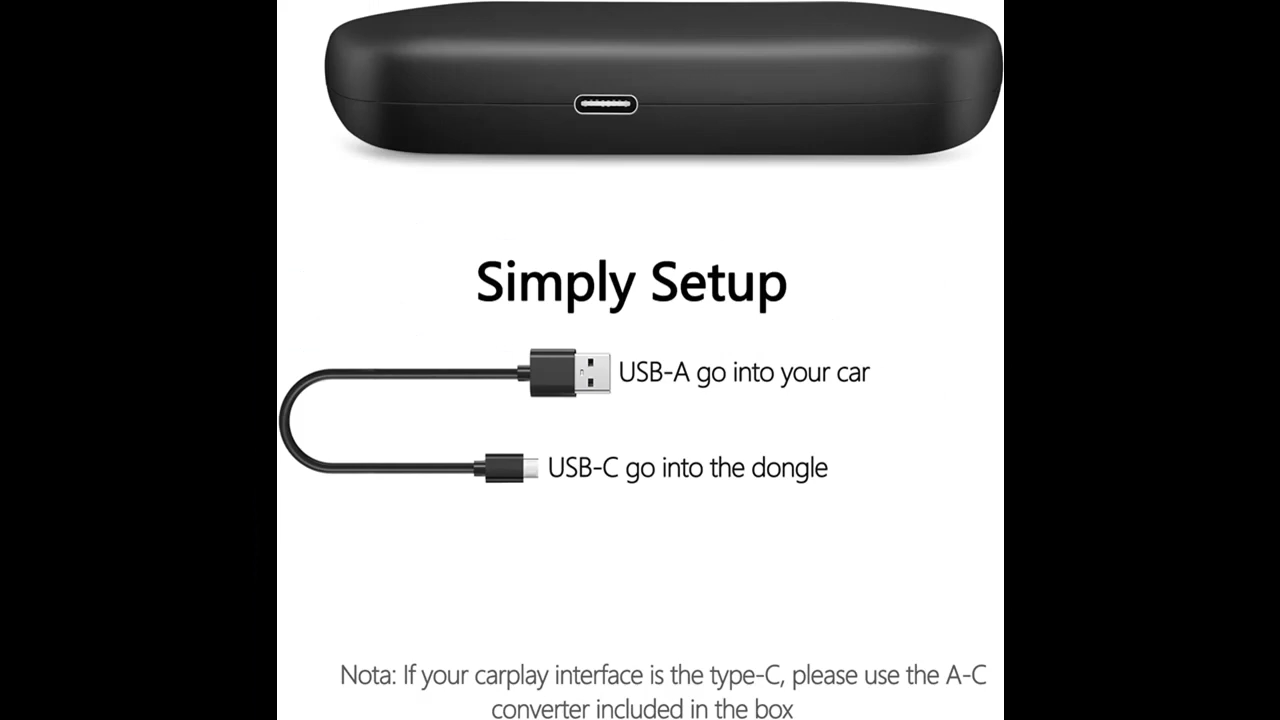 Simply Setup
USB-A go into your car
USB-C go into the dongle
Nota: If your carplay interface is the type-C, please use the A-C
converter included in the box